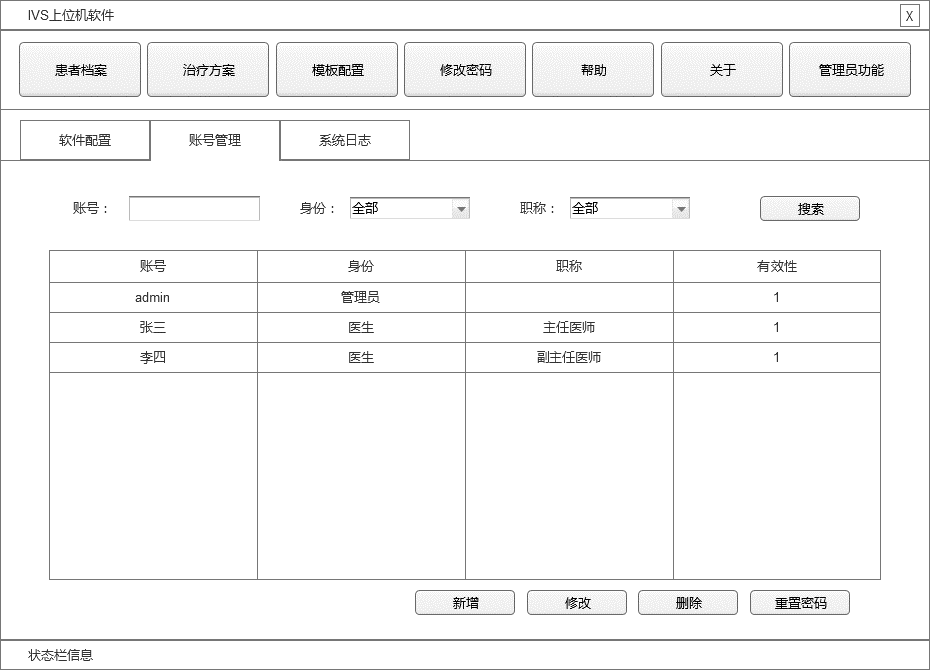 IVS上位机软件 X
患者档案 治疗方案 模板配置 修改密码 帮助 关于 管理员功能
软件配置 账号管理 系统日志
账号： 身份： 全部 职称： 全部 搜索
账号 身份 职称 有效性
admin 管理员 1
张三 医生 主任医师 1
李四 医生 副主任医师 1
新增 修改 删除 重置密码
状态栏信息